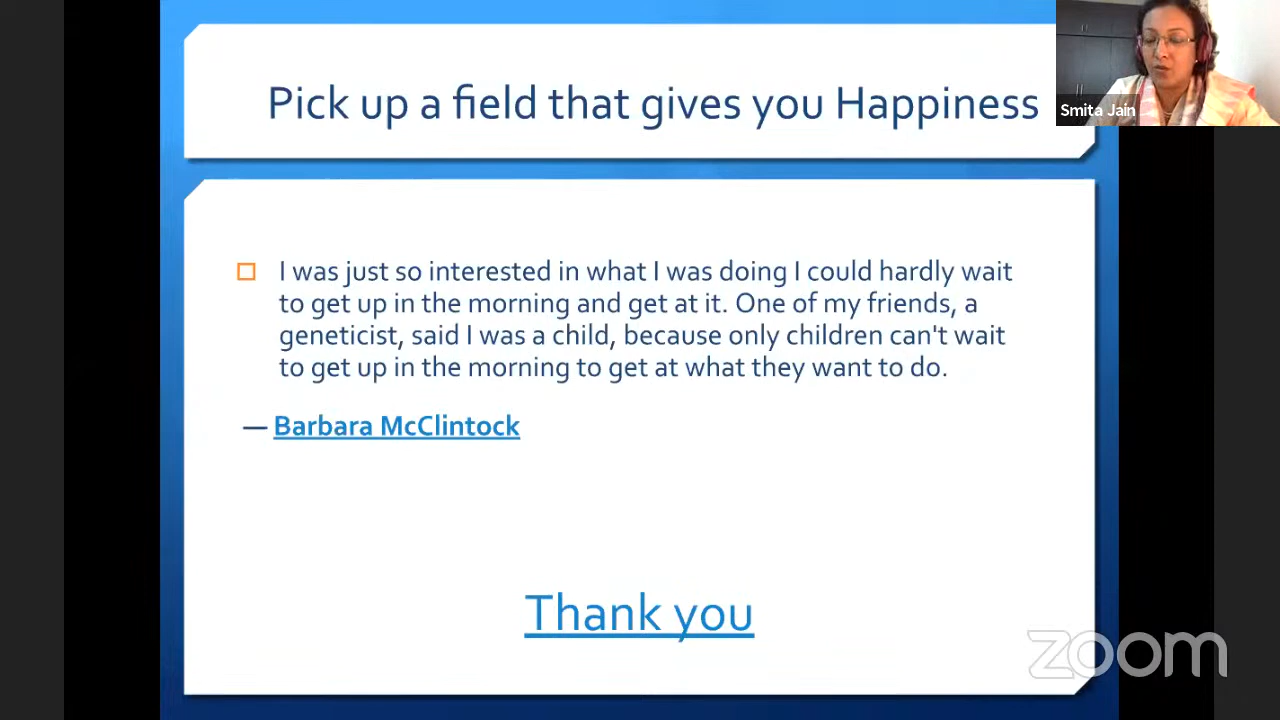 Pick up a field that gives you Happiness
Smita Jain
I was just so interested in what I was doing I could hardly wait
to get up in the morning and get at it. One of my friends, a
geneticist, said I was a child, because only children can't wait
to get up in the morning to get at what they want to do.
— Barbara McClintock
Thank you
zoom